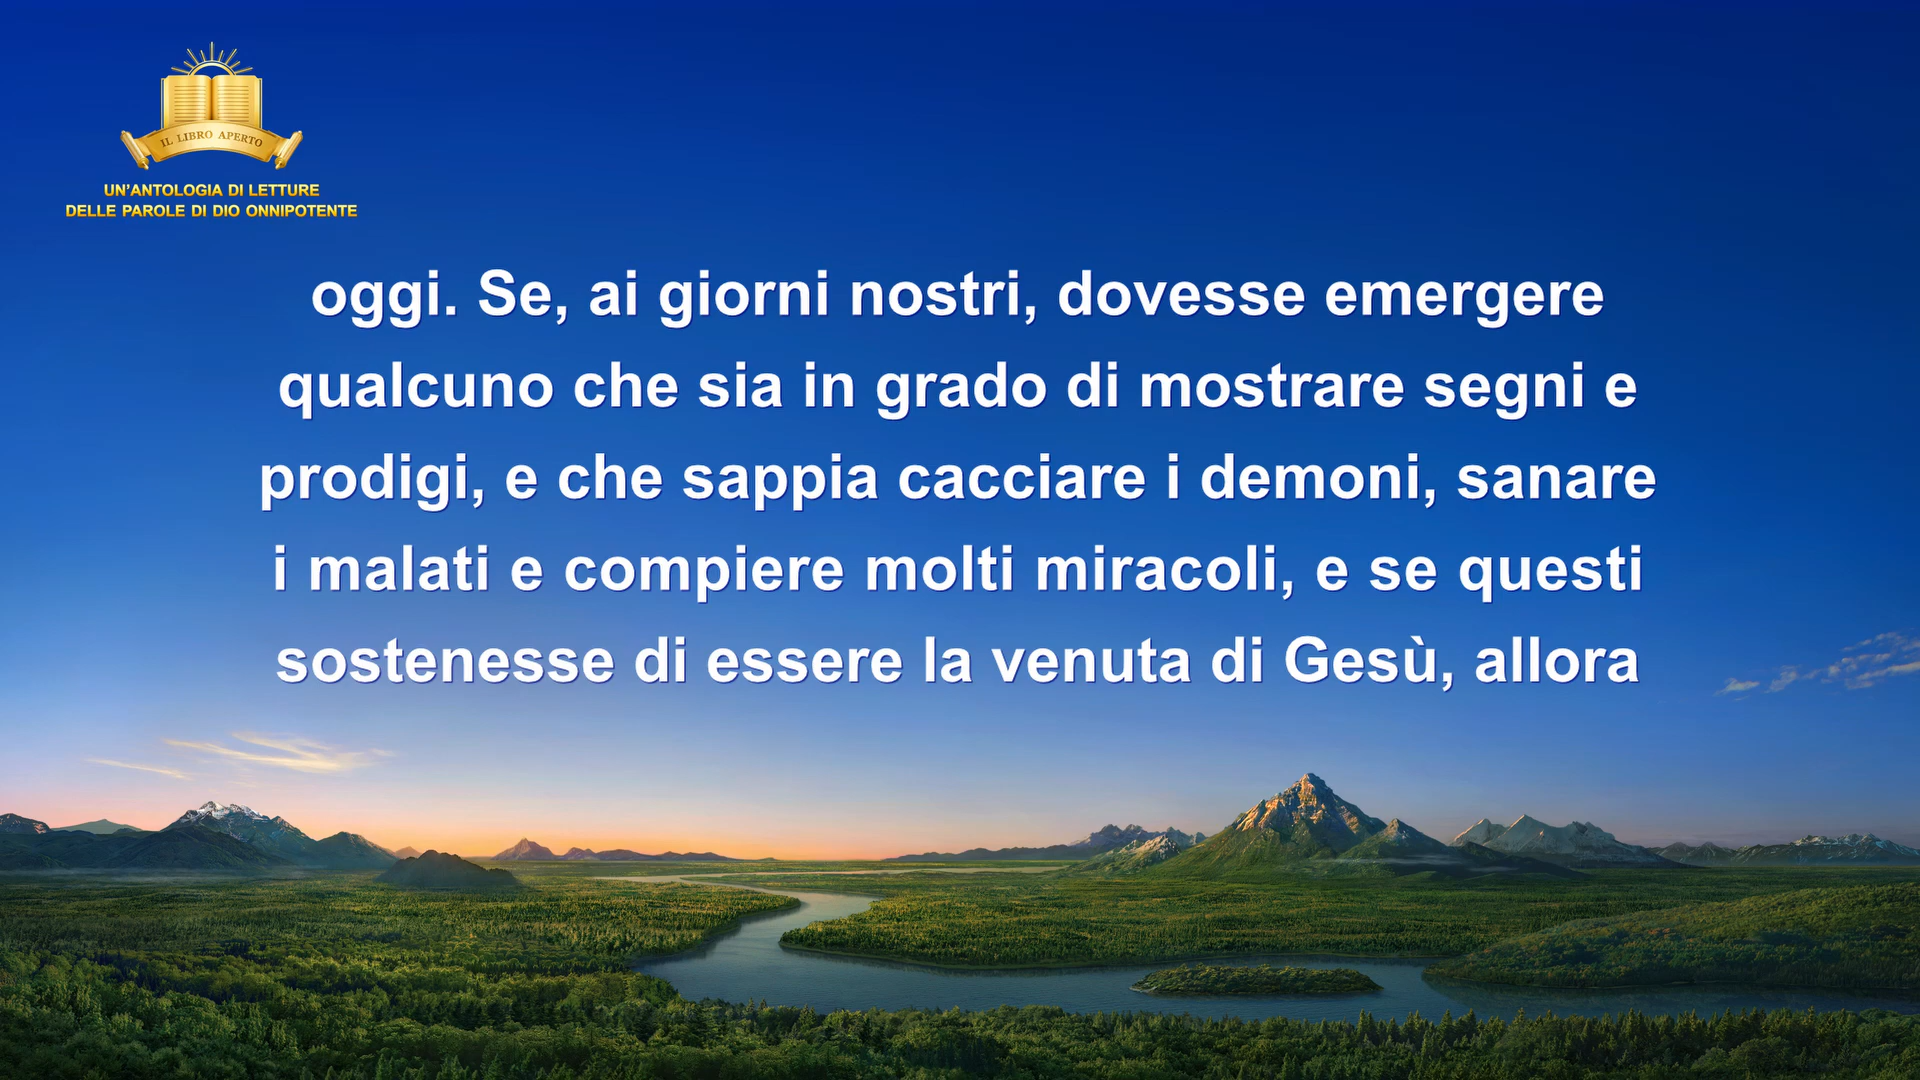 IL LIBRO APERTO
UN'ANTOLOGIA DI LETTURE
DELLE PAROLE DI DIO ONNIPOTENTE
oggi. Se, ai giorni nostri, dovesse emergere
qualcuno che sia in grado di mostrare segni e
prodigi, e che sappia cacciare i demoni, sanare
i malati e compiere molti miracoli, e se questi
sostenesse di essere la venuta di Gesù, allora